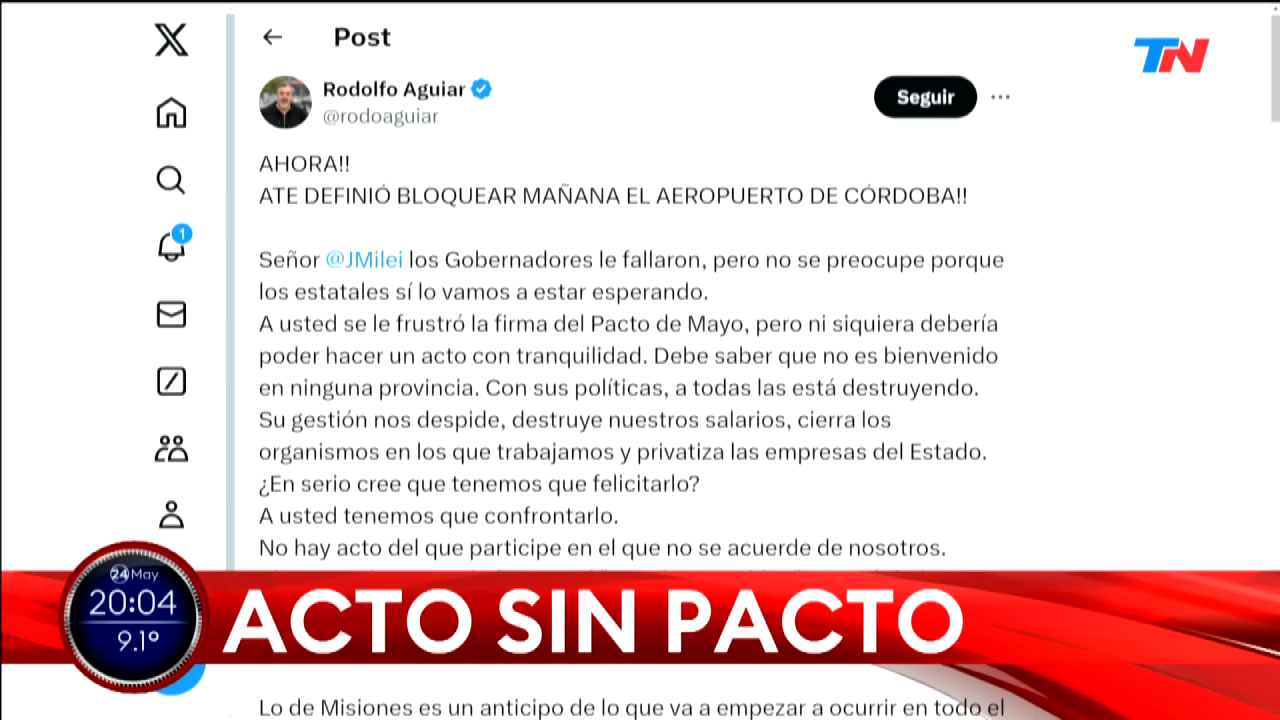 Post
TN
Rodolfo Aguiar
@rodoaguiar
Seguir
AHORA!!
ATE DEFINIÓ BLOQUEAR MAÑANA EL AEROPUERTO DE CÓRDOBA!!
1
Señor @JMilei los Gobernadores le fallaron, pero no se preocupe porque
los estatales sí lo vamos a estar esperando.
A usted se le frustró la firma del Pacto de Mayo, pero ni siquiera debería
poder hacer un acto con tranquilidad. Debe saber que no es bienvenido
en ninguna provincia. Con sus políticas, a todas las está destruyendo.
Su gestión nos despide, destruye nuestros salarios, cierra los
organismos en los que trabajamos y privatiza las empresas del Estado.
¿En serio cree que tenemos que felicitarlo?
A usted tenemos que confrontarlo.
No hay acto del que participe en el que no se acuerde de nosotros.
24 May
20:04
9.1°
ACTO SIN PACTO
Lo de Misiones es un anticipo de lo que va a empezar a ocurrir en todo el